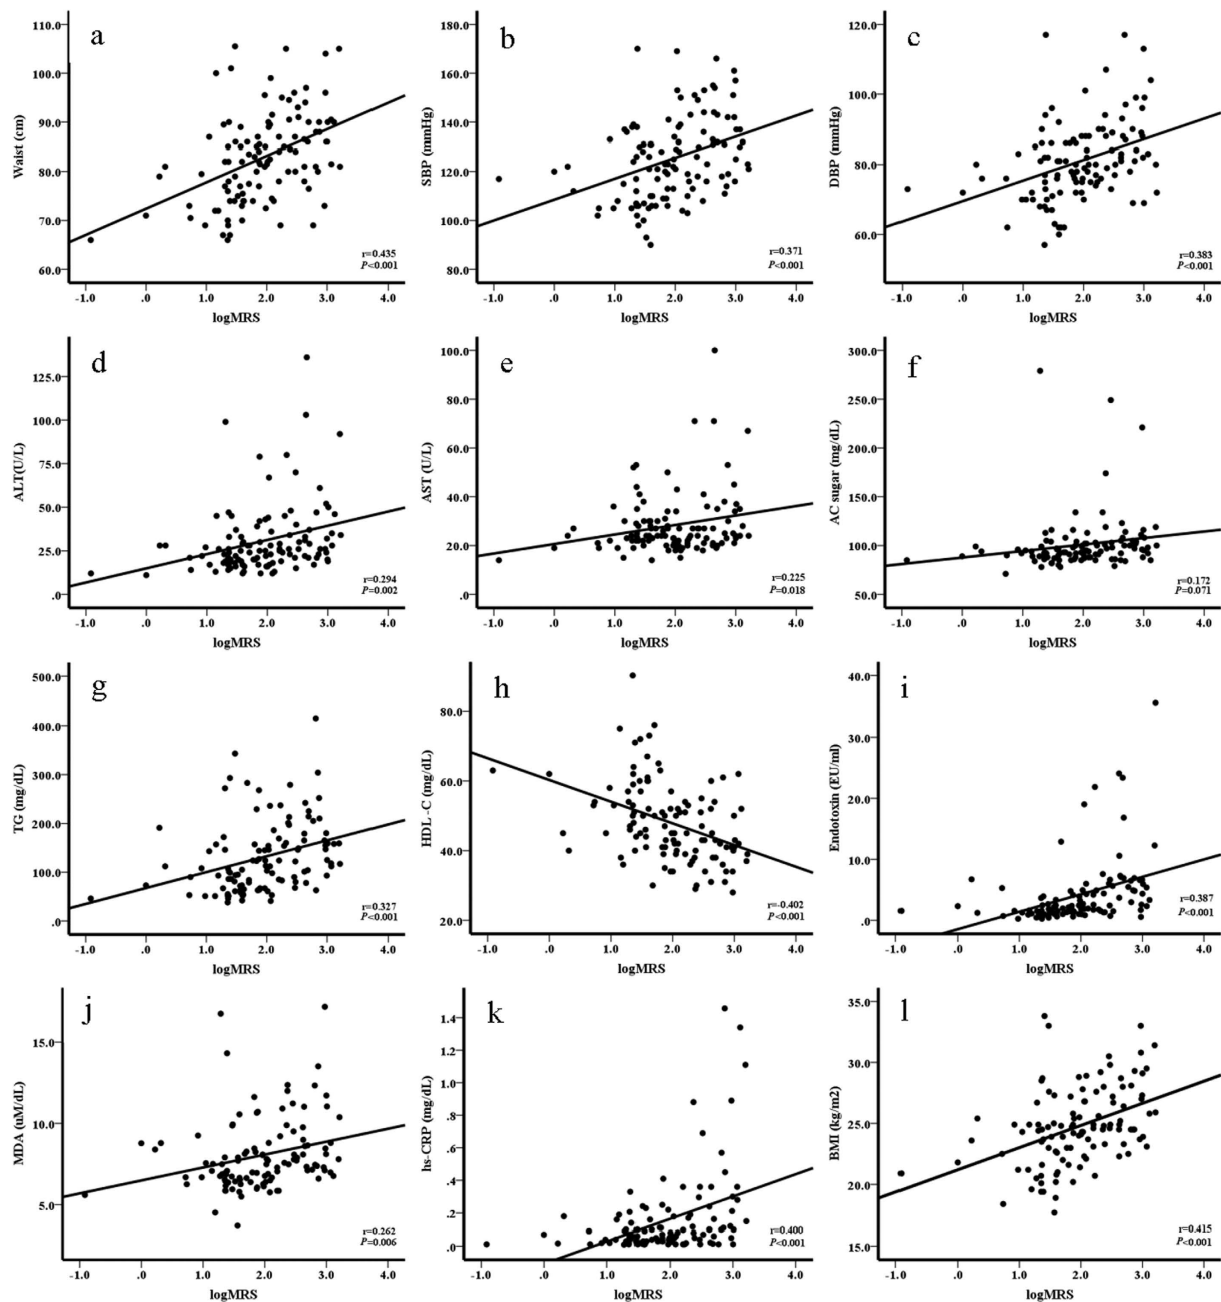 a
110.0
100.0
90.0
80.0
70.0
60.0
Waist (cm)
r=0.435
P<0.001
-1.0 .0 1.0 2.0 3.0 4.0
logMRS
b
180.0
160.0
140.0
120.0
100.0
80.0
SBP (mmHg)
r=0.371
P<0.001
-1.0 .0 1.0 2.0 3.0 4.0
logMRS
c
120.0
100.0
80.0
60.0
DBP (mmHg)
r=0.383
P<0.001
-1.0 .0 1.0 2.0 3.0 4.0
logMRS
d
125.0
100.0
75.0
50.0
25.0
.0
ALT(U/L)
r=0.294
P=0.002
-1.0 .0 1.0 2.0 3.0 4.0
logMRS
e
100.0
80.0
60.0
40.0
20.0
.0
AST (U/L)
r=0.225
P=0.018
-1.0 .0 1.0 2.0 3.0 4.0
logMRS
f
300.0
250.0
200.0
150.0
100.0
50.0
AC sugar (mg/dL)
r=0.172
P=0.071
-1.0 .0 1.0 2.0 3.0 4.0
logMRS
g
500.0
400.0
300.0
200.0
100.0
.0
TG (mg/dL)
r=0.327
P<0.001
-1.0 .0 1.0 2.0 3.0 4.0
logMRS
h
80.0
60.0
40.0
20.0
HDL -C (mg/dL)
r=-0.402
P<0.001
-1.0 .0 1.0 2.0 3.0 4.0
logMRS
i
40.0
30.0
20.0
10.0
.0
Endotoxin (EU/ml)
r=0.387
P<0.001
-1.0 .0 1.0 2.0 3.0 4.0
logMRS
j
15.0
10.0
5.0
MDA (uM/dL)
r=0.262
P=0.006
-1.0 .0 1.0 2.0 3.0 4.0
logMRS
k
1.4
1.2
1.0
.8
.6
.4
.2
.0
hs-CRP (mg/dL)
r=0.400
P<0.001
-1.0 .0 1.0 2.0 3.0 4.0
logMRS
l
35.0
30.0
25.0
20.0
15.0
BMI (kg/m2)
r=0.415
P<0.001
-1.0 .0 1.0 2.0 3.0 4.0
logMRS